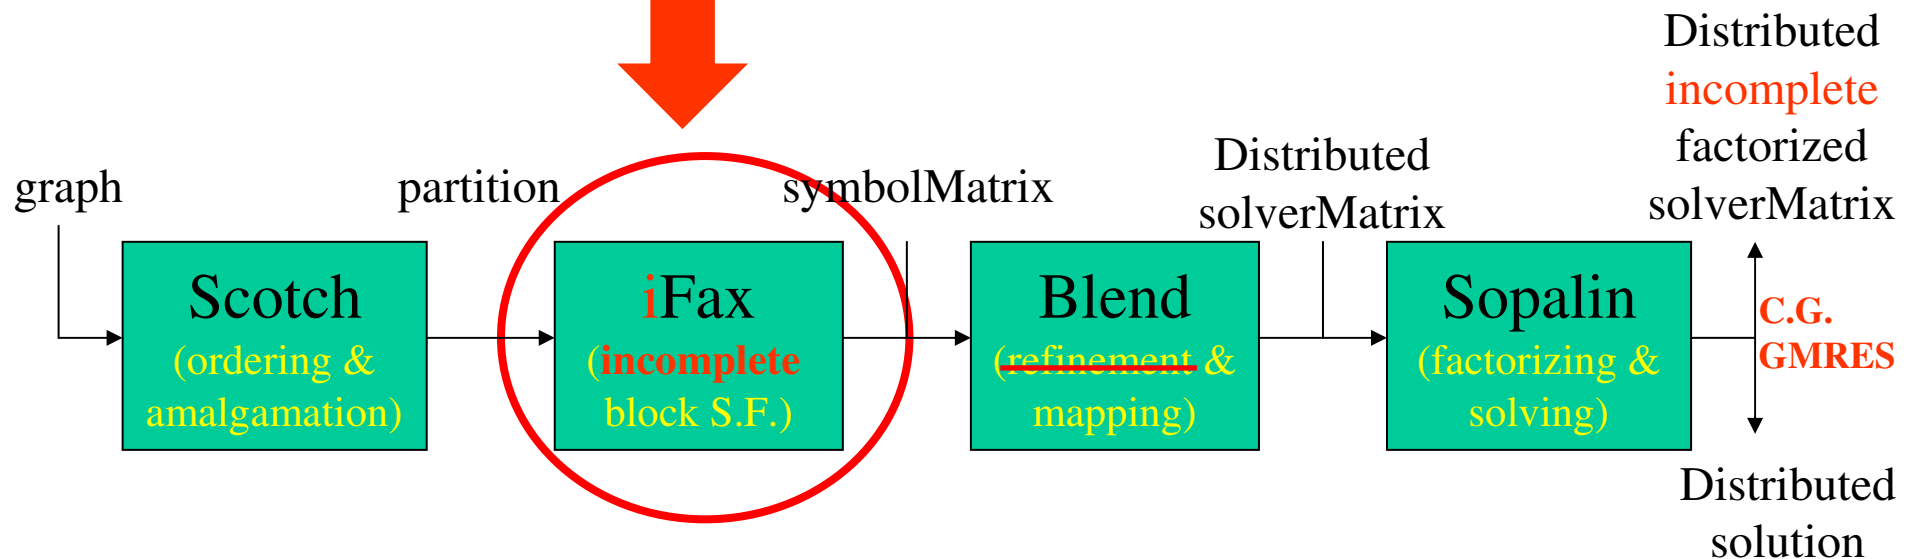 graph
Scotch
(ordering &
amalgamation)
partition
iFax
(incomplete
block S.F.)
symbolMatrix
Blend
(refinement &
mapping)
Distributed
solverMatrix
Sopalin
(factorizing &
solving)
Distributed
incomplete
factorized
solverMatrix
C.G.
GMRES
Distributed
solution